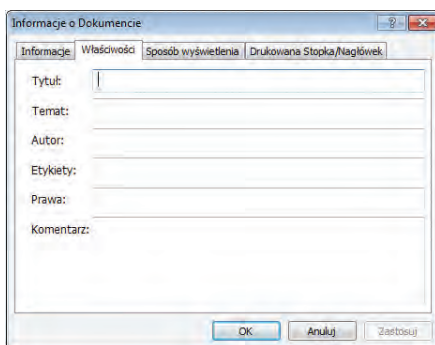 Informacje o Dokumencie
Informacje Właściwości Sposób wyświetlenia Drukowana Stopka/Nagłówek
Tytuł:
Temat:
Autor:
Etykiety:
Prawa:
Komentarz:
OK Anuluj Zastosuj